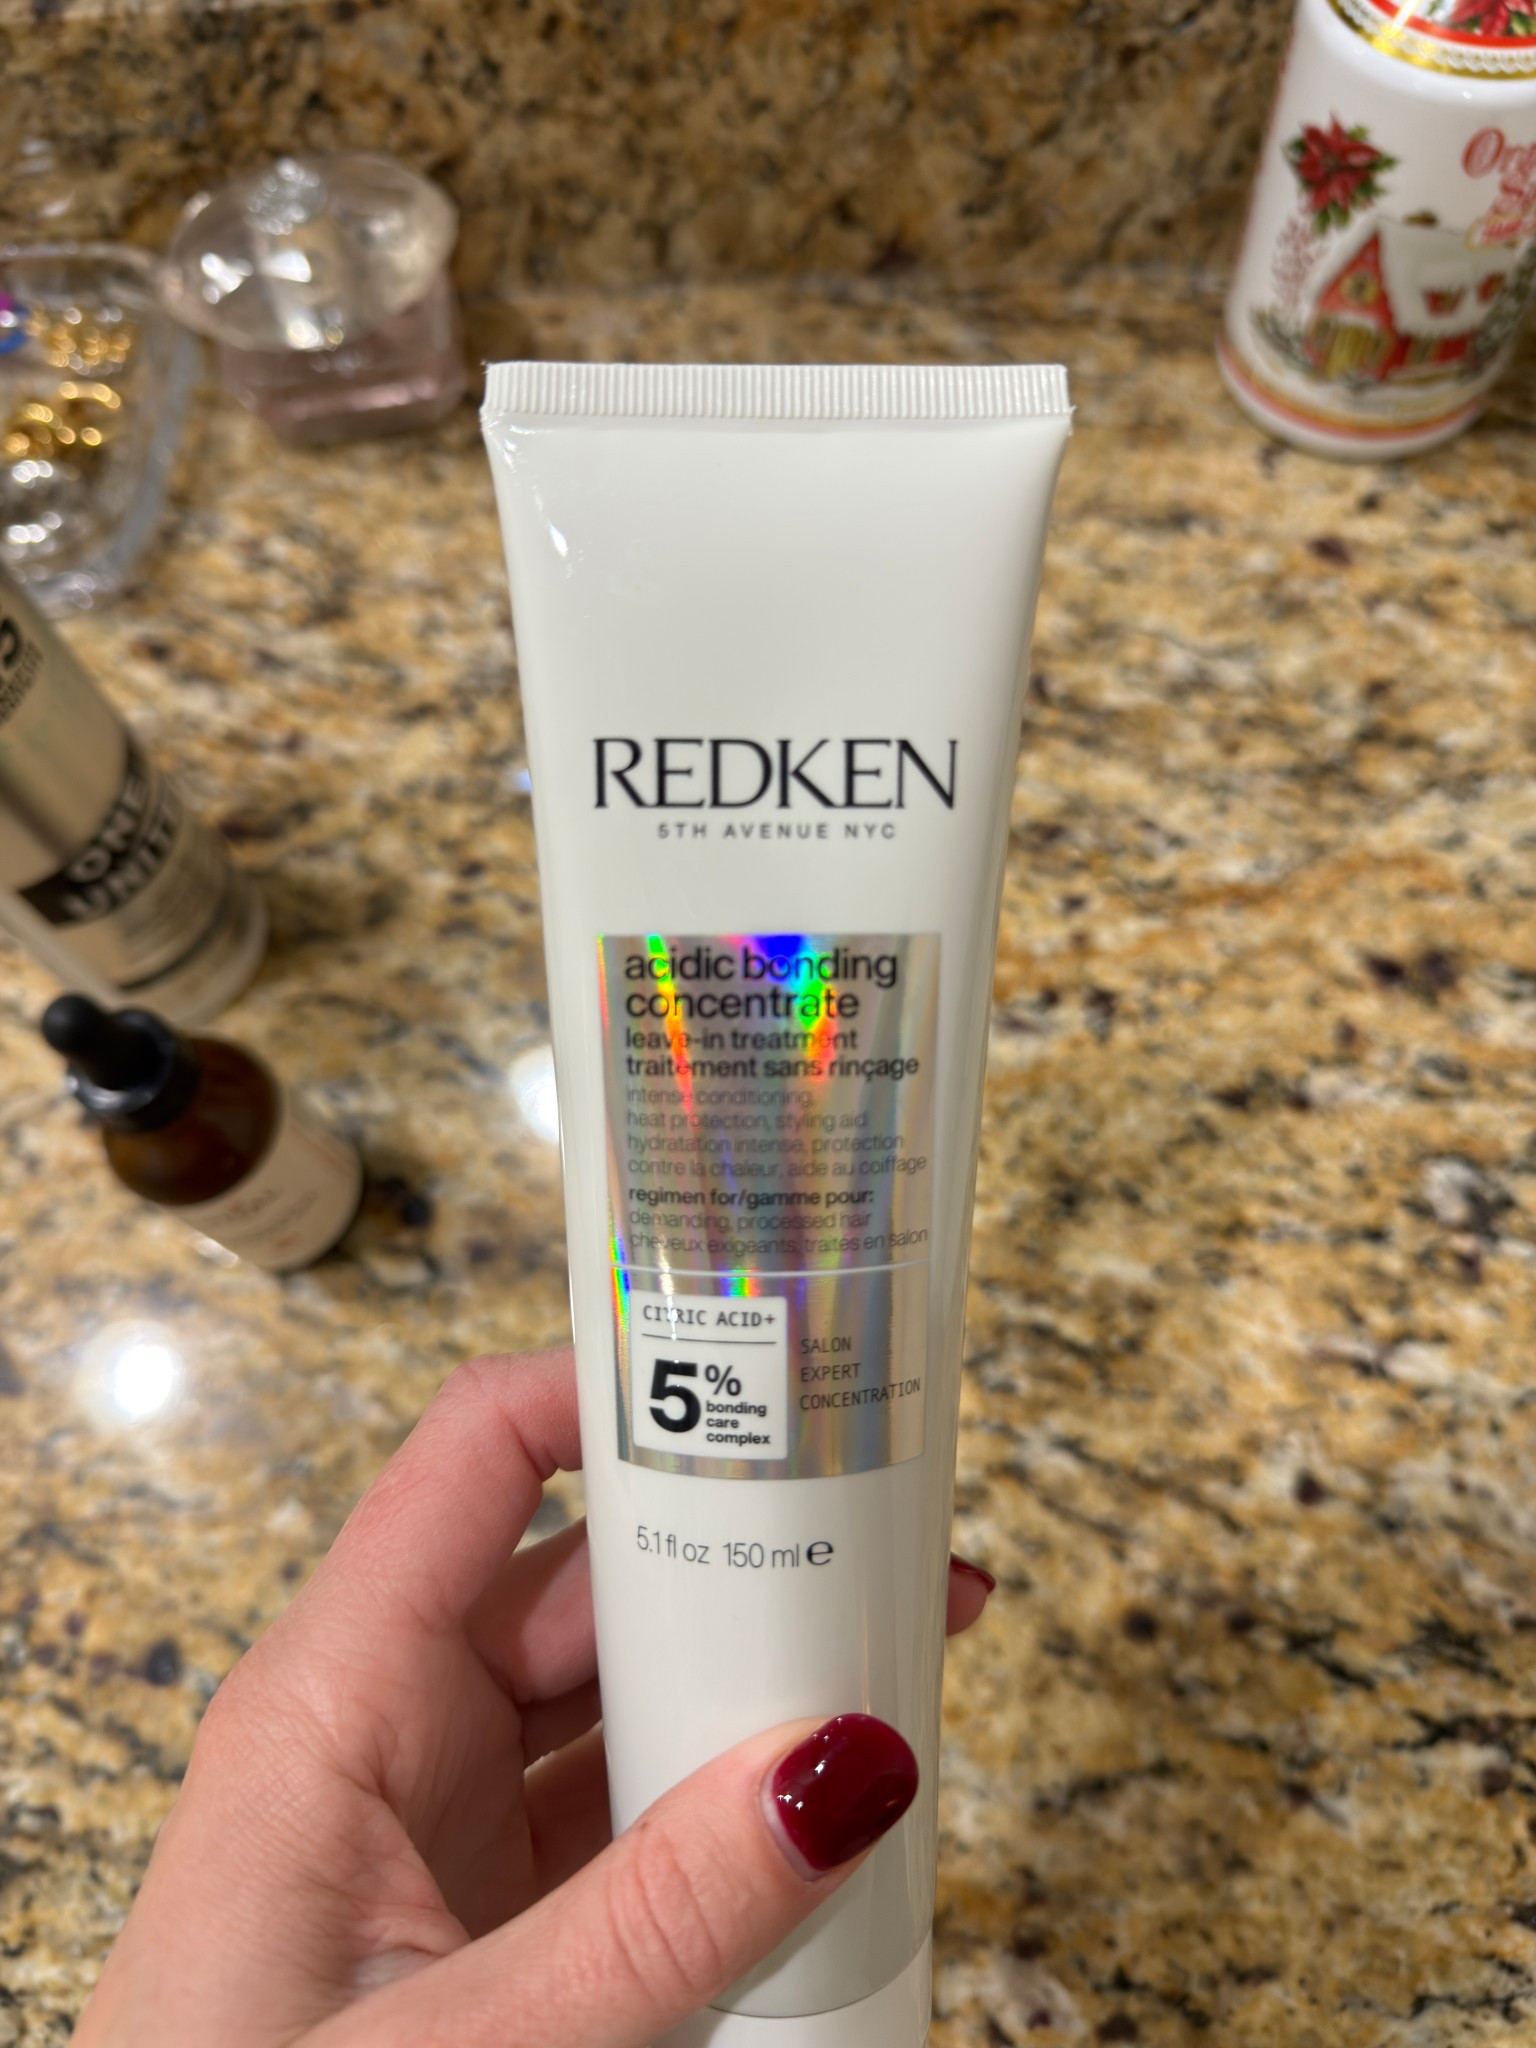 REDKEN
5TH AVENUE NYC
acidic bonding
concentrate
leave-in treatment
traitement sans rinçage
intense conditioning,
heat protection, styling aid
hydratation intense, protection
contre la chaleur, aide au coiffage
regimen for/gamme pour:
demanding, processed hair
cheveux exigeants, traités en salon
CITRIC ACID+
5%
bonding
care
complex
SALON
EXPERT
CONCENTRATION
5.1 fl oz 150 ml e
ONE
UNIT